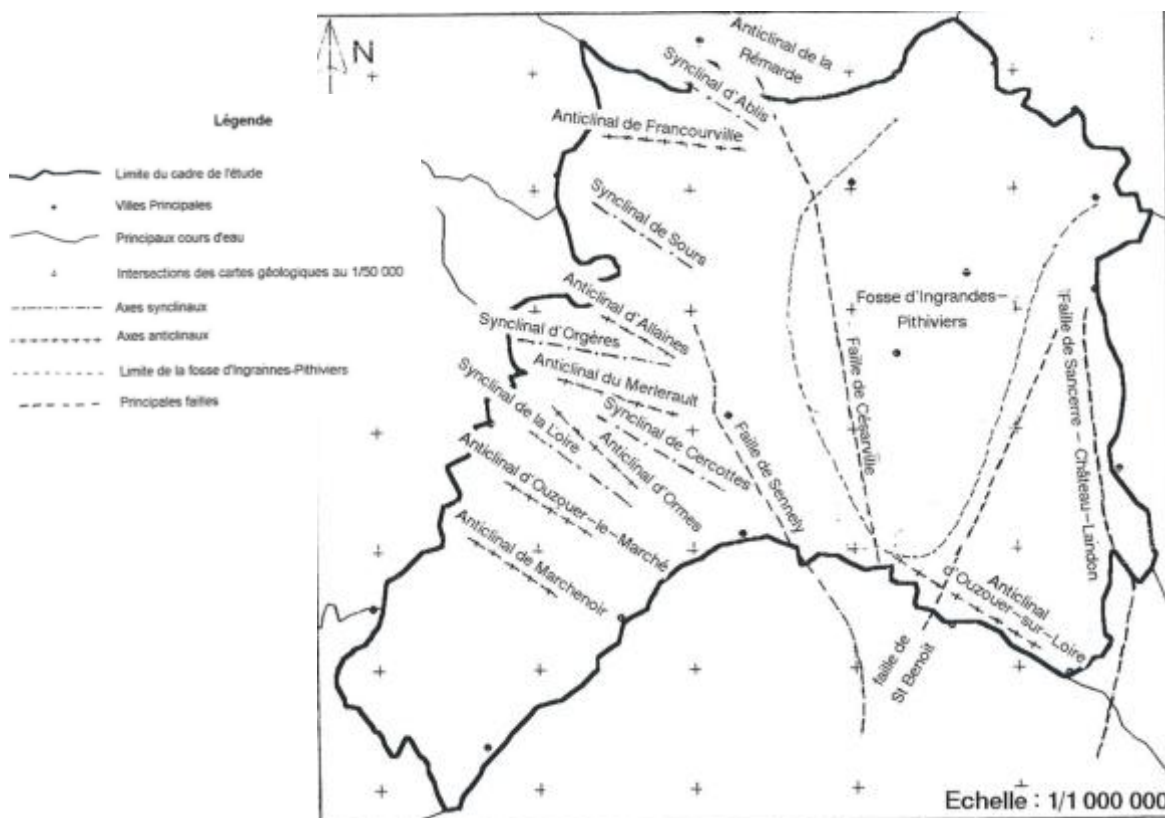 N
Légende
Limite du cadre de l'étude
Villes Principales
Principaux cours d'eau
Intersections des cartes géologiques au 1/50 000
Axes synclinaux
Axes anticlinaux
Limite de la fosse d'Ingrannes-Pithiviers
Principales failles
Anticlinal de la
Rémarde
Synclinal d'Ablis
Anticlinal de Francourville
Synclinal de Sours
Anticlinal d'Allaines
Synclinal d'Orgères
Anticlinal du Merlerault
Synclinal de la Loire
Synclinal de Cercottes
Anticlinal d'Ormes
Anticlinal d'Ouzouer-le-Marché
Anticlinal de Marchenoir
Faille de Sennely
Faille de Césarville
Fosse d'Ingrandes-
Pithiviers
Faille de Sancerre-Château-Landon
Anticlinal
d'Ouzouer-sur-Loire
faille de
St Benoit
Echelle : 1/1 000 000